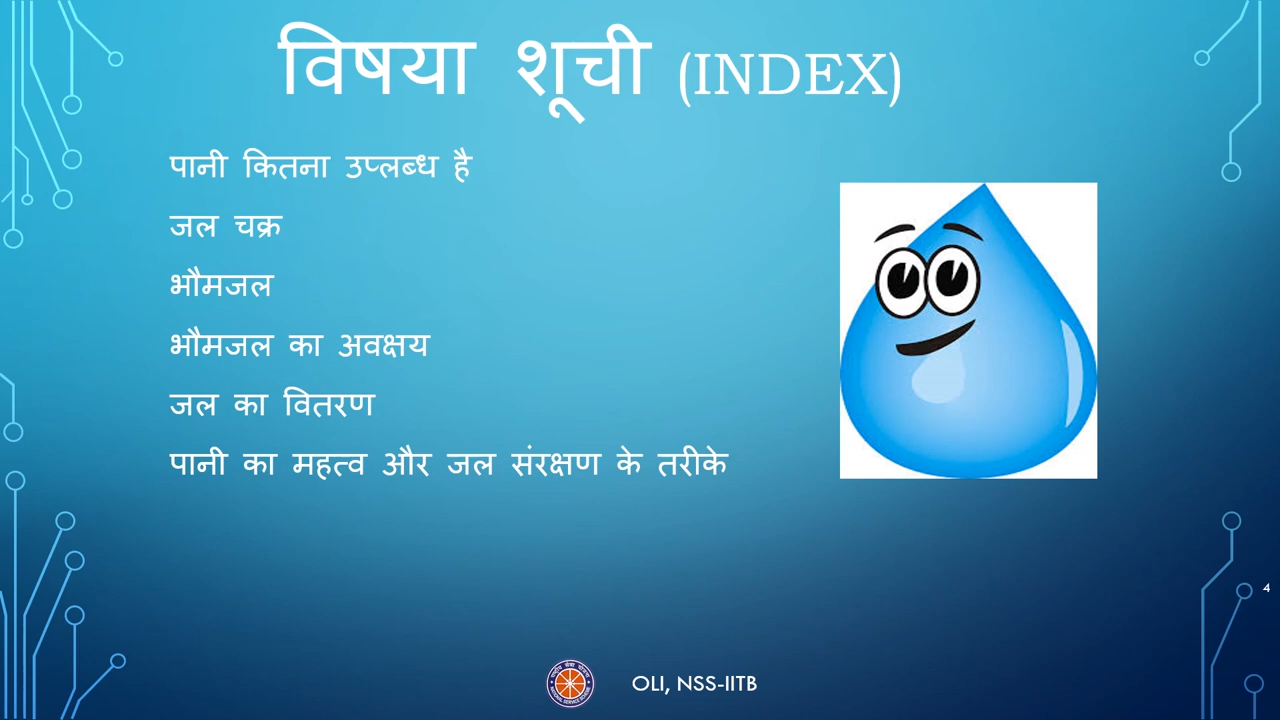 विषया शूची (INDEX)
पानी कितना उप्लब्ध है
जल चक्र
भौमजल
भौमजल का अवक्षय
जल का वितरण
पानी का महत्व और जल संरक्षण के तरीके
4
OLI, NSS-IITB